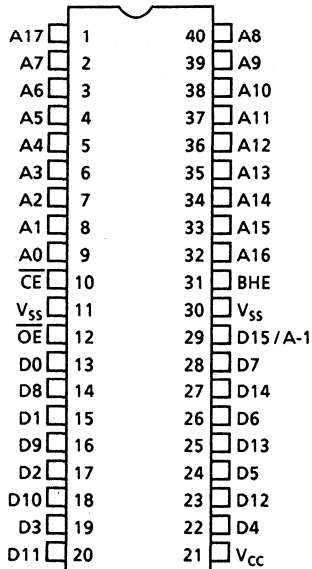 A17 1 40 A8
A7 2 39 A9
A6 3 38 A10
A5 4 37 A11
A4 5 36 A12
A3 6 35 A13
A2 7 34 A14
A1 8 33 A15
A0 9 32 A16
C̅E̅ 10 31 BHE
VSS 11 30 VSS
O̅E̅ 12 29 D15/A-1
D0 13 28 D7
D8 14 27 D14
D1 15 26 D6
D9 16 25 D13
D2 17 24 D5
D10 18 23 D12
D3 19 22 D4
D11 20 21 VCC